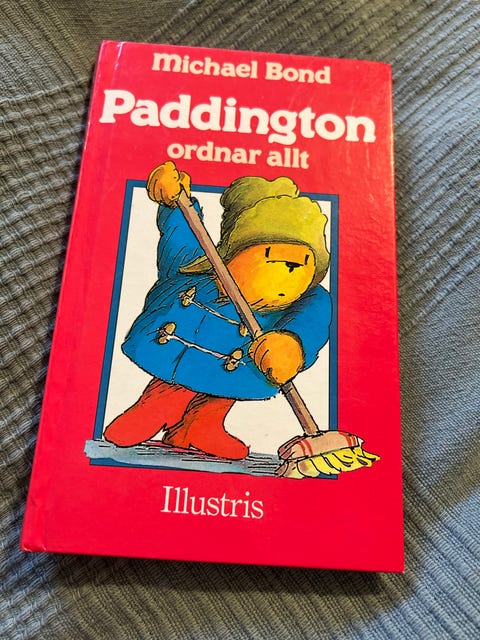 Michael Bond
Paddington
ordnar allt
Illustris